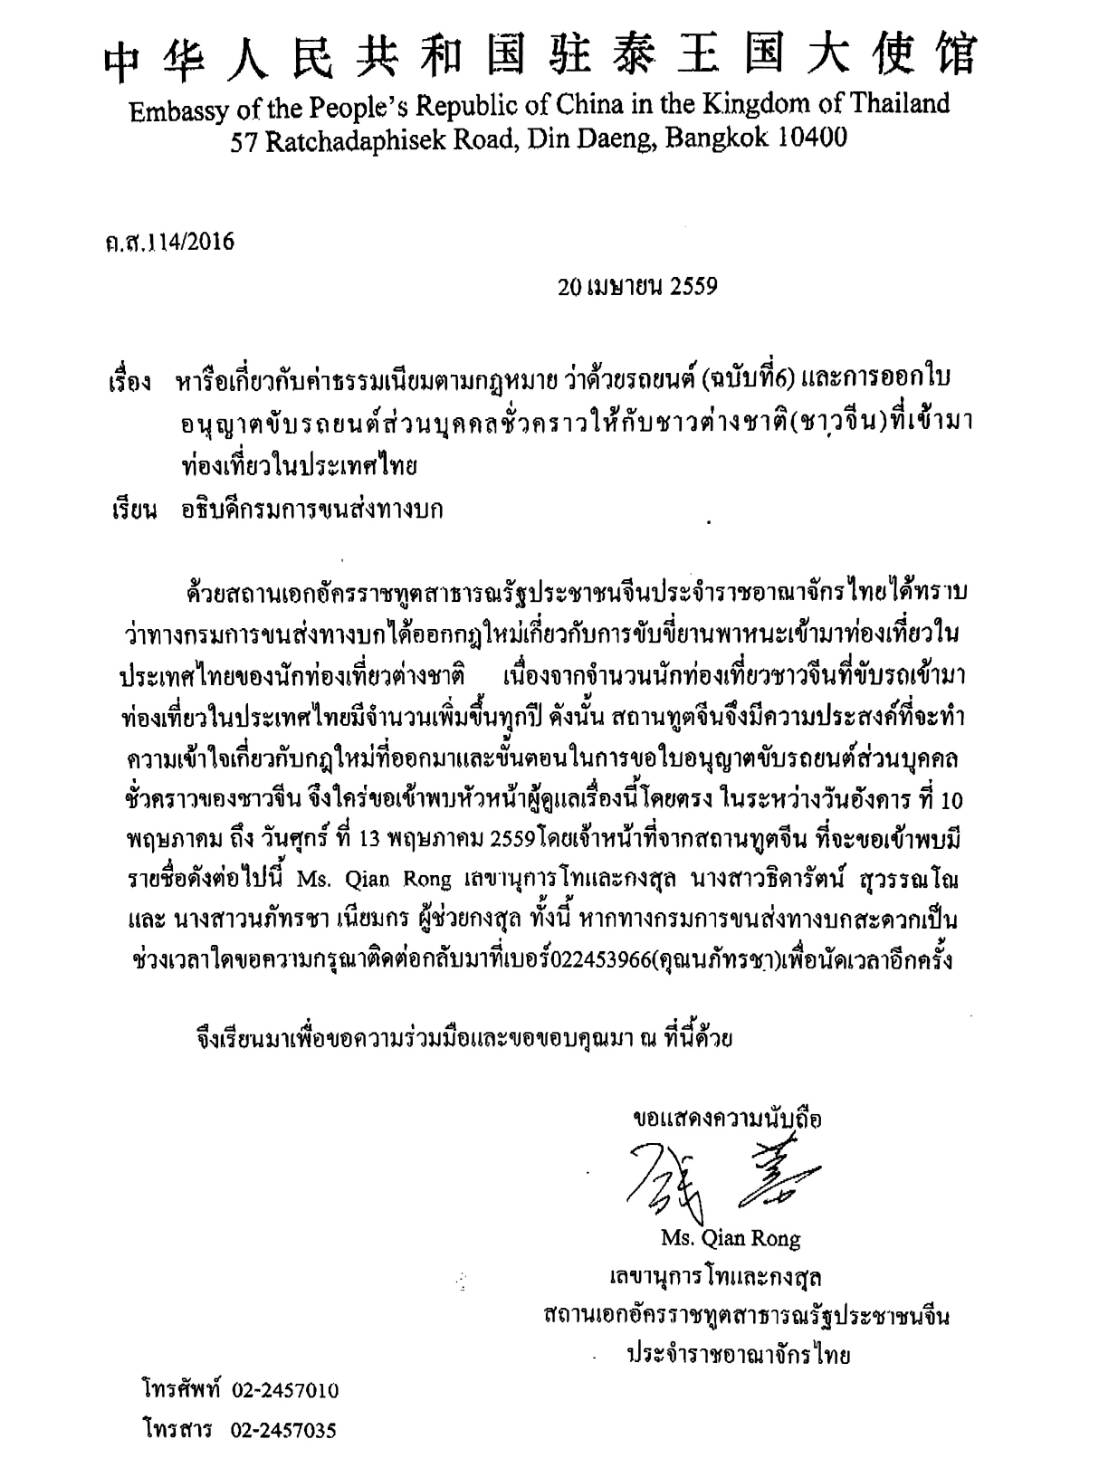 中华人民共和国驻泰王国大使馆
Embassy of the People's Republic of China in the Kingdom of Thailand
57 Ratchadaphisek Road, Din Daeng, Bangkok 10400
ค.ส.114/2016
20 เมษายน 2559
เรื่อง หารือเกี่ยวกับค่าธรรมเนียมตามกฎหมาย ว่าด้วยรถยนต์ (ฉบับที่6) และการออกใบ
อนุญาตขับรถยนต์ส่วนบุคคลชั่วคราวให้กับชาวต่างชาติ(ชาวจีน)ที่เข้ามา
ท่องเที่ยวในประเทศไทย
เรียน อธิบดีกรมการขนส่งทางบก
ด้วยสถานเอกอัครราชทูตสาธารณรัฐประชาชนจีนประจำราชอาณาจักรไทยได้ทราบ
ว่าทางกรมการขนส่งทางบกได้ออกกฎใหม่เกี่ยวกับการขับขี่ยานพาหนะเข้ามาท่องเที่ยวใน
ประเทศไทยของนักท่องเที่ยวต่างชาติ เนื่องจากจำนวนนักท่องเที่ยวชาวจีนที่ขับรถเข้ามา
ท่องเที่ยวในประเทศไทยมีจำนวนเพิ่มขึ้นทุกปี ดังนั้น สถานทูตจีนจึงมีความประสงค์ที่จะทำ
ความเข้าใจเกี่ยวกับกฎใหม่ที่ออกมาและขั้นตอนในการขอใบอนุญาตขับรถยนต์ส่วนบุคคล
ชั่วคราวของชาวจีน จึงใคร่ขอเข้าพบหัวหน้าผู้ดูแลเรื่องนี้โดยตรง ในระหว่างวันอังคาร ที่ 10
พฤษภาคม ถึง วันศุกร์ ที่ 13 พฤษภาคม 2559โดยเจ้าหน้าที่จากสถานทูตจีน ที่จะขอเข้าพบมี
รายชื่อดังต่อไปนี้ Ms. Qian Rong เลขานุการโทและกงสุล นางสาวธิดารัตน์ สุวรรณโณ
และ นางสาวนภัทรชา เนียมกร ผู้ช่วยกงสุล ทั้งนี้ หากทางกรมการขนส่งทางบกสะดวกเป็น
ช่วงเวลาใดขอความกรุณาติดต่อกลับมาที่เบอร์022453966(คุณนภัทรชา)เพื่อนัดเวลาอีกครั้ง
จึงเรียนมาเพื่อขอความร่วมมือและขอขอบคุณมา ณ ที่นี้ด้วย
ขอแสดงความนับถือ
Ms. Qian Rong
เลขานุการโทและกงสุล
สถานเอกอัครราชทูตสาธารณรัฐประชาชนจีน
ประจำราชอาณาจักรไทย
โทรศัพท์ 02-2457010
โทรสาร 02-2457035